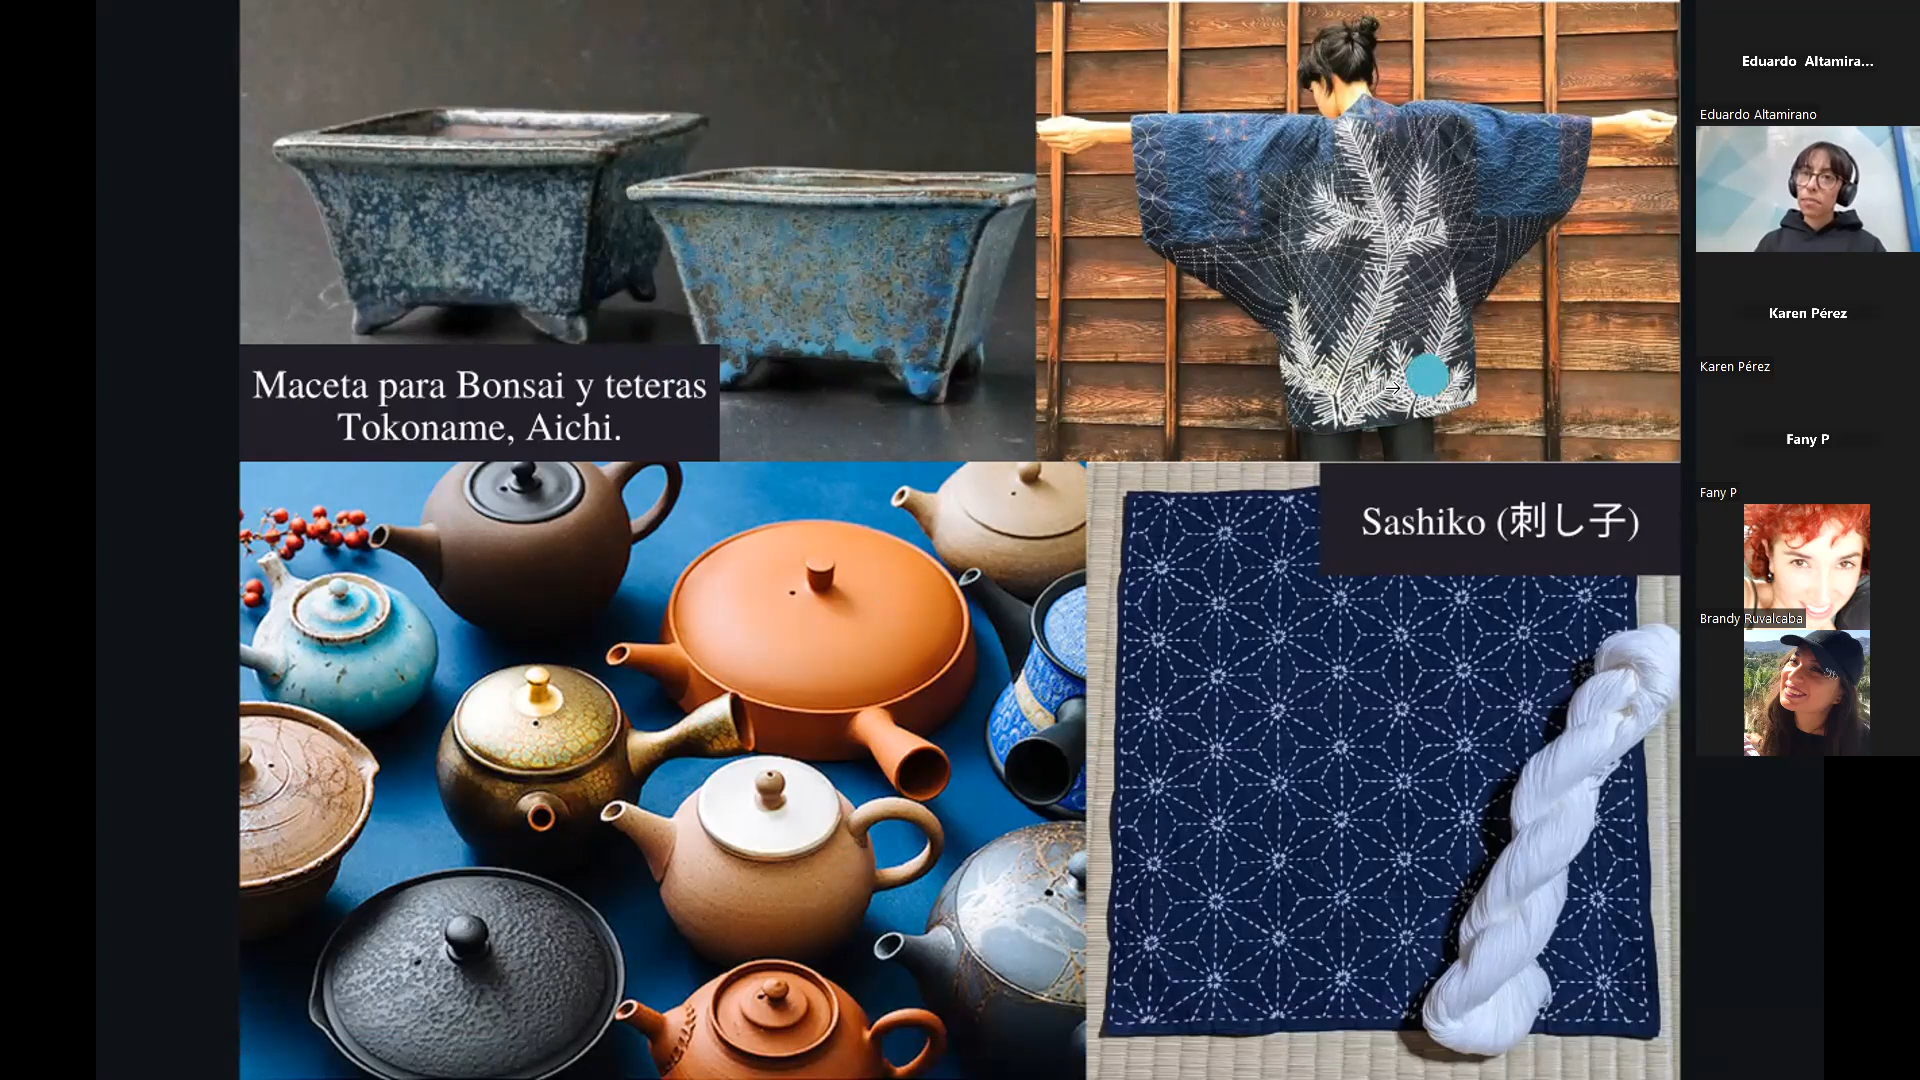 Maceta para Bonsai y teteras
Tokoname, Aichi.
Sashiko (刺し子)
Eduardo Altamira...
Eduardo Altamirano
Karen Pérez
Karen Pérez
Fany P
Fany P
Brandy Ruvalcaba